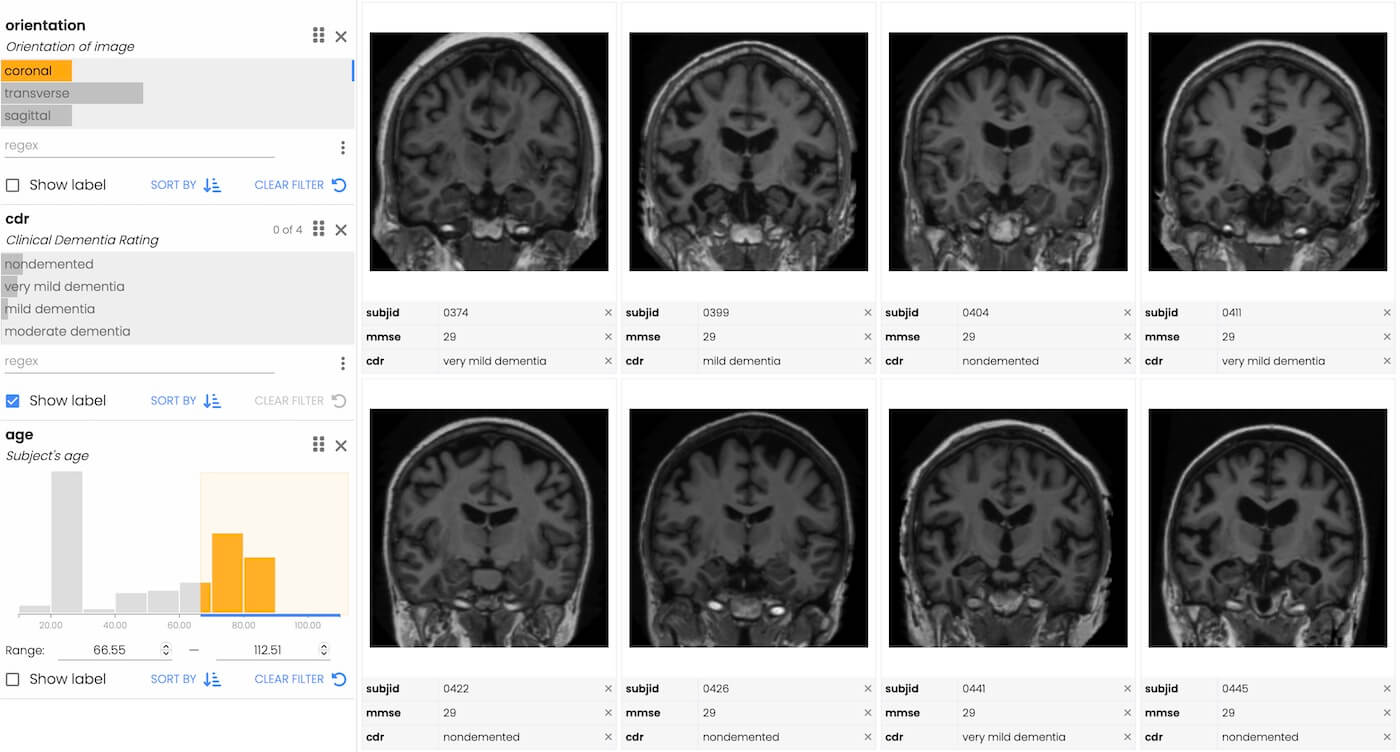 orientation
Orientation of image
coronal
transverse
sagittal
regex
Show label SORT BY CLEAR FILTER
cdr
0 of 4
Clinical Dementia Rating
nondemented
very mild dementia
mild dementia
moderate dementia
regex
Show label SORT BY CLEAR FILTER
age
Subject's age
20.00 40.00 60.00 80.00 100.00
Range: 66.55 — 112.51
Show label SORT BY CLEAR FILTER
subjid 0374
mmse 29
cdr very mild dementia
subjid 0399
mmse 29
cdr mild dementia
subjid 0404
mmse 29
cdr nondemented
subjid 0411
mmse 29
cdr very mild dementia
subjid 0422
mmse 29
cdr nondemented
subjid 0426
mmse 29
cdr nondemented
subjid 0441
mmse 29
cdr very mild dementia
subjid 0445
mmse 29
cdr nondemented